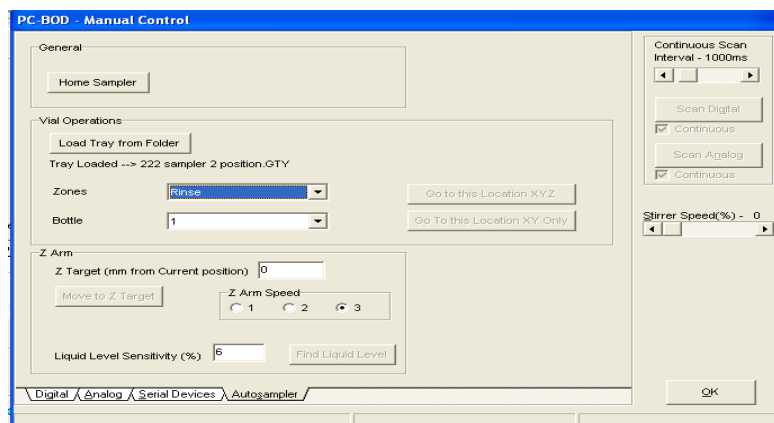 PC-BOD - Manual Control
General
Home Sampler
Vial Operations
Load Tray from Folder
Tray Loaded --> 222 sampler 2 position.GTY
Zones
Rinse
Go to this Location XYZ
Bottle
1
Go To this Location XY Only
Z Arm
Z Target (mm from Current position)
0
Move to Z Target
Z Arm Speed
1 2 3
Liquid Level Sensitivity (%)
6
Find Liquid Level
Digital Analog Serial Devices Autosampler
Continuous Scan
Interval - 1000ms
Scan Digital
Continuous
Scan Analog
Continuous
Stirrer Speed(%) - 0
OK